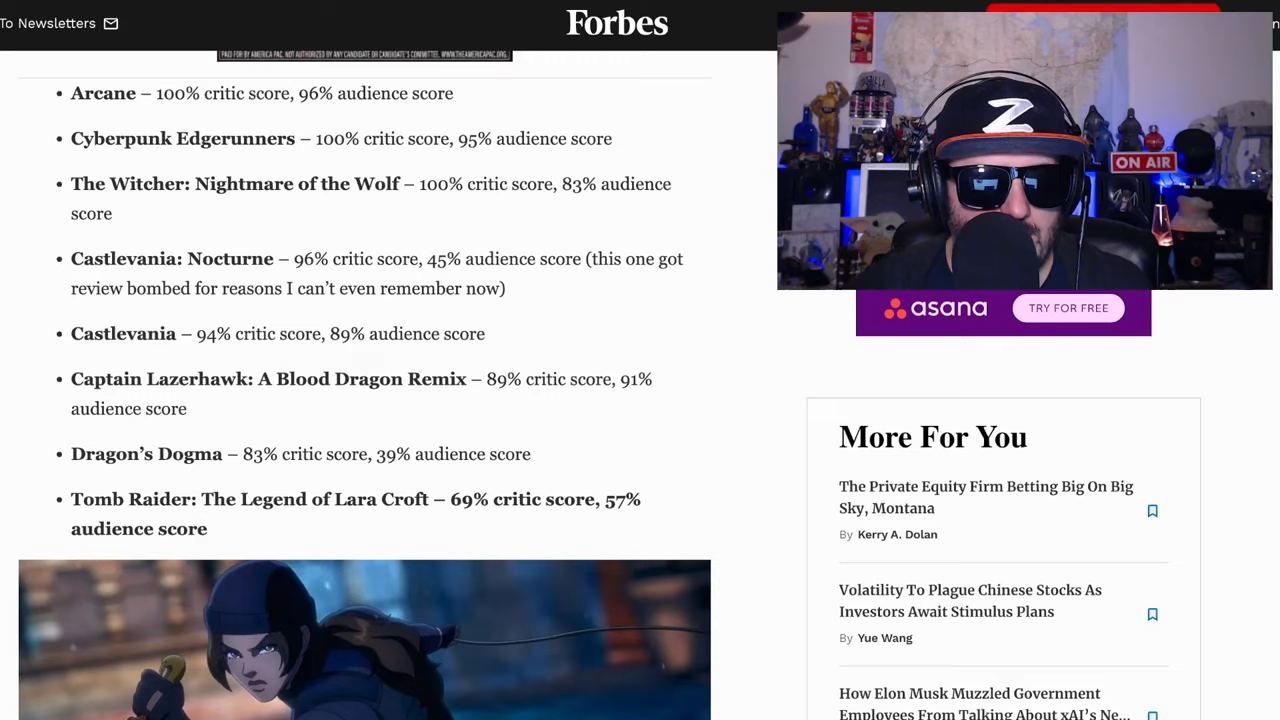 To Newsletters
Forbes
PAID FOR BY AMERICA PAC. NOT AUTHORIZED BY ANY CANDIDATE OR CANDIDATE'S COMMITTEE. WWW.THEAMERICAPAC.ORG
• Arcane – 100% critic score, 96% audience score
• Cyberpunk Edgerunners – 100% critic score, 95% audience score
• The Witcher: Nightmare of the Wolf – 100% critic score, 83% audience
score
• Castlevania: Nocturne – 96% critic score, 45% audience score (this one got
review bombed for reasons I can't even remember now)
• Castlevania – 94% critic score, 89% audience score
• Captain Lazerhawk: A Blood Dragon Remix – 89% critic score, 91%
audience score
• Dragon's Dogma – 83% critic score, 39% audience score
• Tomb Raider: The Legend of Lara Croft – 69% critic score, 57%
audience score
Z
ON AIR
asana
TRY FOR FREE
More For You
The Private Equity Firm Betting Big On Big
Sky, Montana
By Kerry A. Dolan
Volatility To Plague Chinese Stocks As
Investors Await Stimulus Plans
By Yue Wang
How Elon Musk Muzzled Government
Employees From Talking About xAI's Ne...